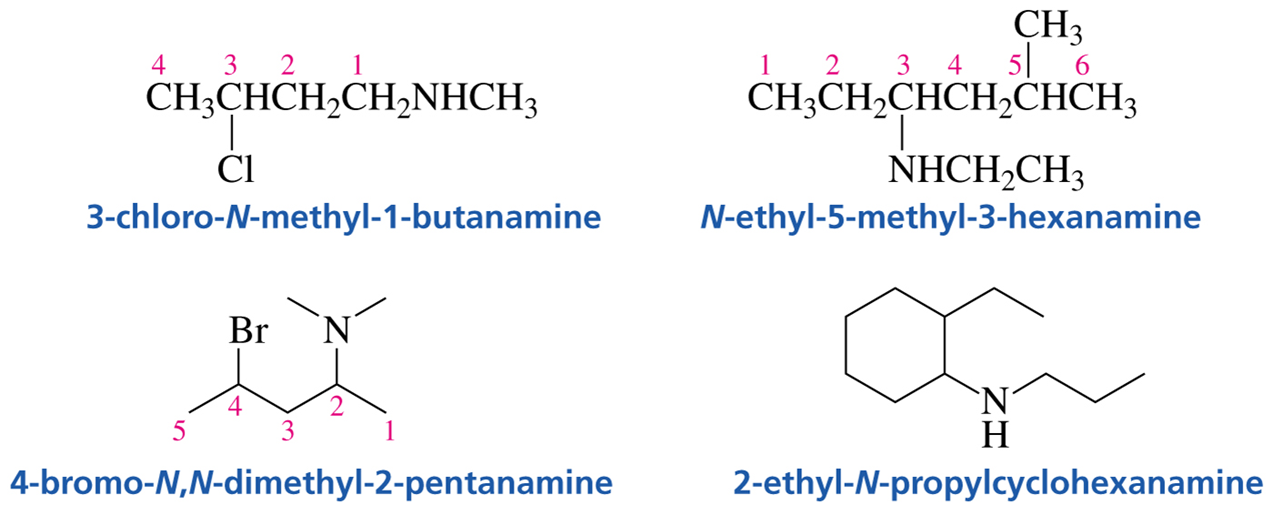 4 3 2 1
CH₃CHCH₂CH₂NHCH₃
Cl
3-chloro-N-methyl-1-butanamine
CH₃
1 2 3 4 5 6
CH₃CH₂CHCH₂CHCH₃
NHCH₂CH₃
N-ethyl-5-methyl-3-hexanamine
Br N
4 2
5 3 1
4-bromo-N,N-dimethyl-2-pentanamine
N
H
2-ethyl-N-propylcyclohexanamine